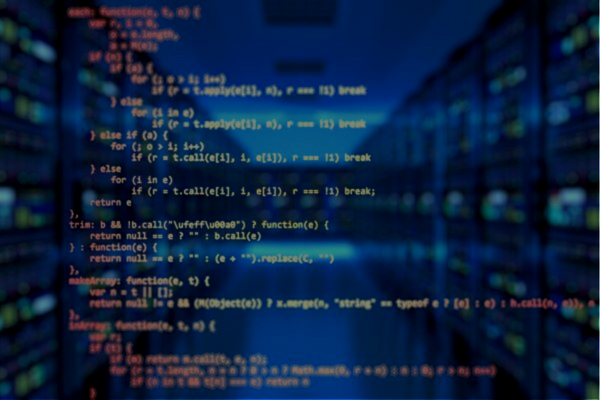 each: function(e, t, n) {
var r, i = 0,
o = e.length,
a = M(e);
if (n) {
if (a) {
for (; o > i; i++)
if (r = t.apply(e[i], n), r === !1) break
} else
for (i in e)
if (r = t.apply(e[i], n), r === !1) break
} else if (a) {
for (; o > i; i++)
if (r = t.call(e[i], i, e[i]), r === !1) break
} else
for (i in e)
if (r = t.call(e[i], i, e[i]), r === !1) break;
return e
},
trim: b && !b.call("\ufeff\u00a0") ? function(e) {
return null == e ? "" : b.call(e)
} : function(e) {
return null == e ? "" : (e + "").replace(C, "")
},
makeArray: function(e, t) {
var n = t || [];
return null != e && (M(Object(e)) ? x.merge(n, "string" == typeof e ? [e] : e) : h.call(n, e)), n
},
inArray: function(e, t, n) {
var r;
if (t) {
if (m) return m.call(t, e, n);
for (r = t.length, n = n ? 0 > n ? Math.max(0, r + n) : n : 0; r > n; n++)
if (n in t && t[n] === e) return n
}